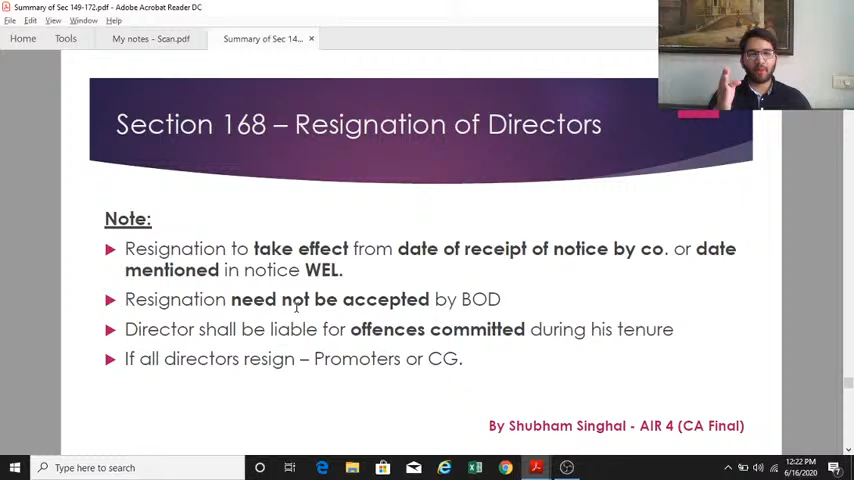 Summary of Sec 149-172.pdf - Adobe Acrobat Reader DC
File Edit View Window Help
Home Tools My notes - Scan.pdf Summary of Sec 14... ×
Section 168 – Resignation of Directors
Note:
Resignation to take effect from date of receipt of notice by co. or date
mentioned in notice WEL.
Resignation need not be accepted by BOD
Director shall be liable for offences committed during his tenure
If all directors resign – Promoters or CG.
By Shubham Singhal - AIR 4 (CA Final)
Type here to search
12:22 PM
6/16/2020